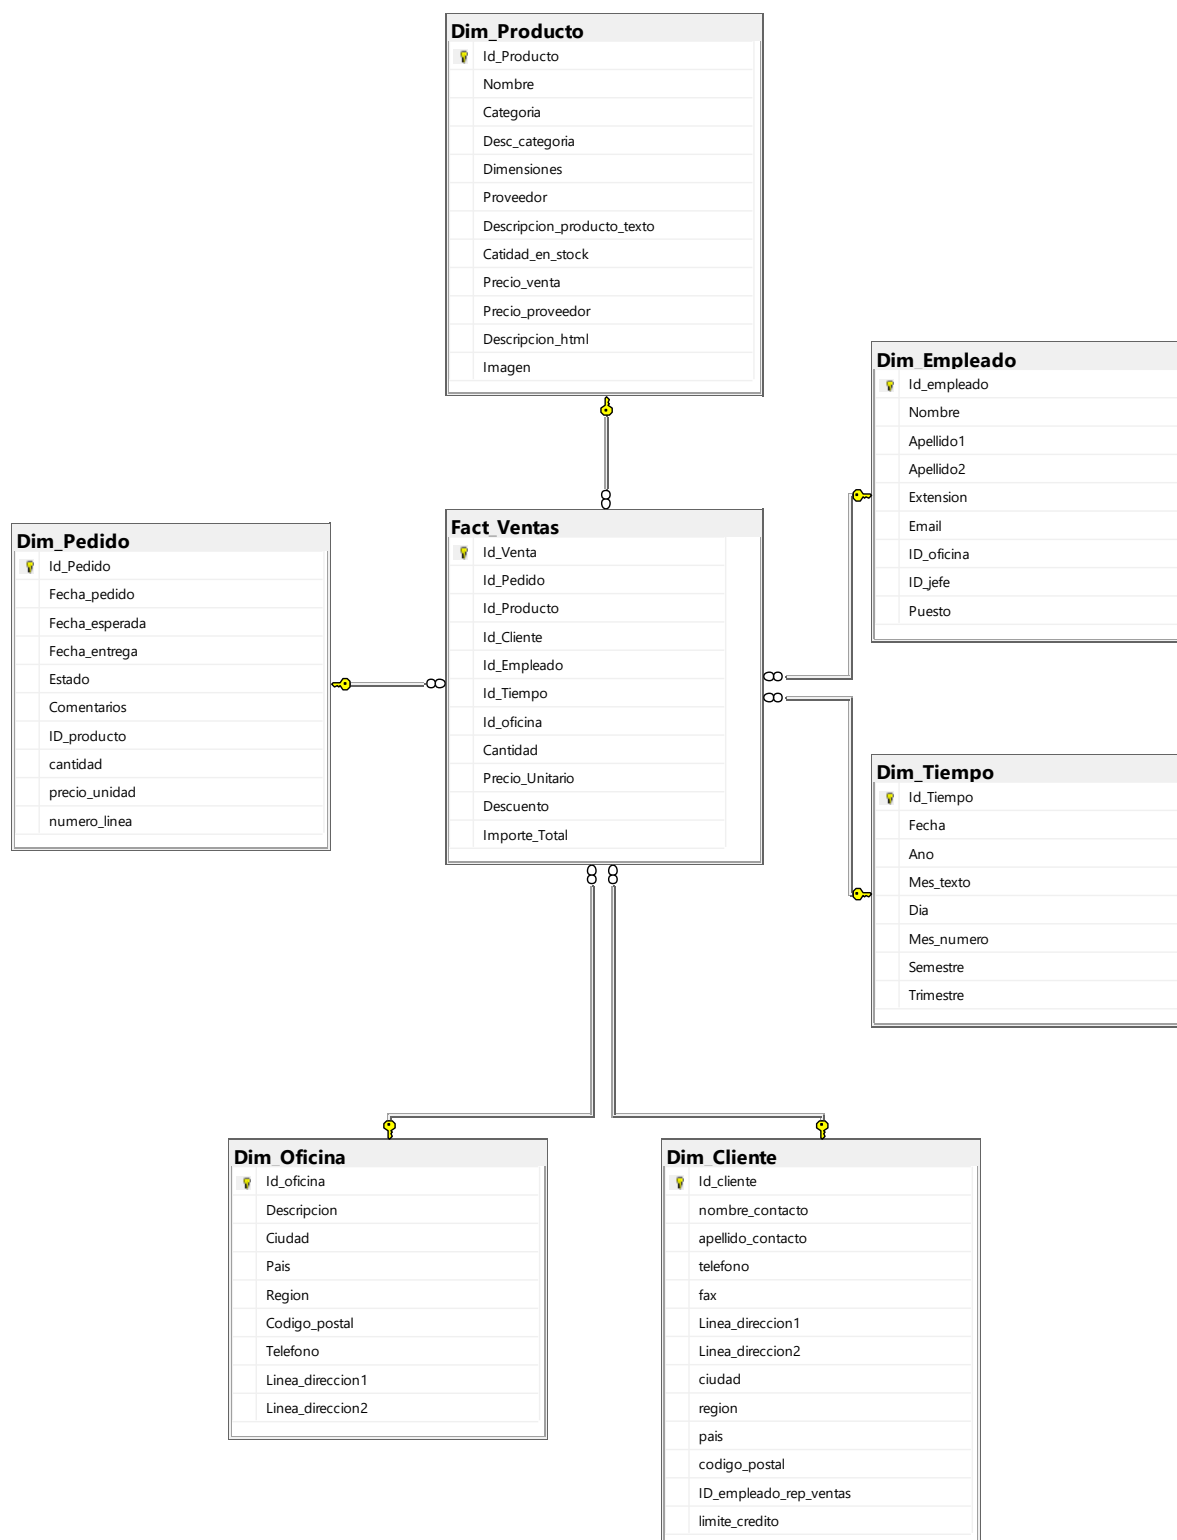 Dim_Producto
Id_Producto
Nombre
Categoria
Desc_categoria
Dimensiones
Proveedor
Descripcion_producto_texto
Catidad_en_stock
Precio_venta
Precio_proveedor
Descripcion_html
Imagen
Dim_Empleado
Id_empleado
Nombre
Apellido1
Apellido2
Extension
Email
ID_oficina
ID_jefe
Puesto
Fact_Ventas
Id_Venta
Id_Pedido
Id_Producto
Id_Cliente
Id_Empleado
Id_Tiempo
Id_oficina
Cantidad
Precio_Unitario
Descuento
Importe_Total
Dim_Pedido
Id_Pedido
Fecha_pedido
Fecha_esperada
Fecha_entrega
Estado
Comentarios
ID_producto
cantidad
precio_unidad
numero_linea
Dim_Tiempo
Id_Tiempo
Fecha
Ano
Mes_texto
Dia
Mes_numero
Semestre
Trimestre
Dim_Oficina
Id_oficina
Descripcion
Ciudad
Pais
Region
Codigo_postal
Telefono
Linea_direccion1
Linea_direccion2
Dim_Cliente
Id_cliente
nombre_contacto
apellido_contacto
telefono
fax
Linea_direccion1
Linea_direccion2
ciudad
region
pais
codigo_postal
ID_empleado_rep_ventas
limite_credito